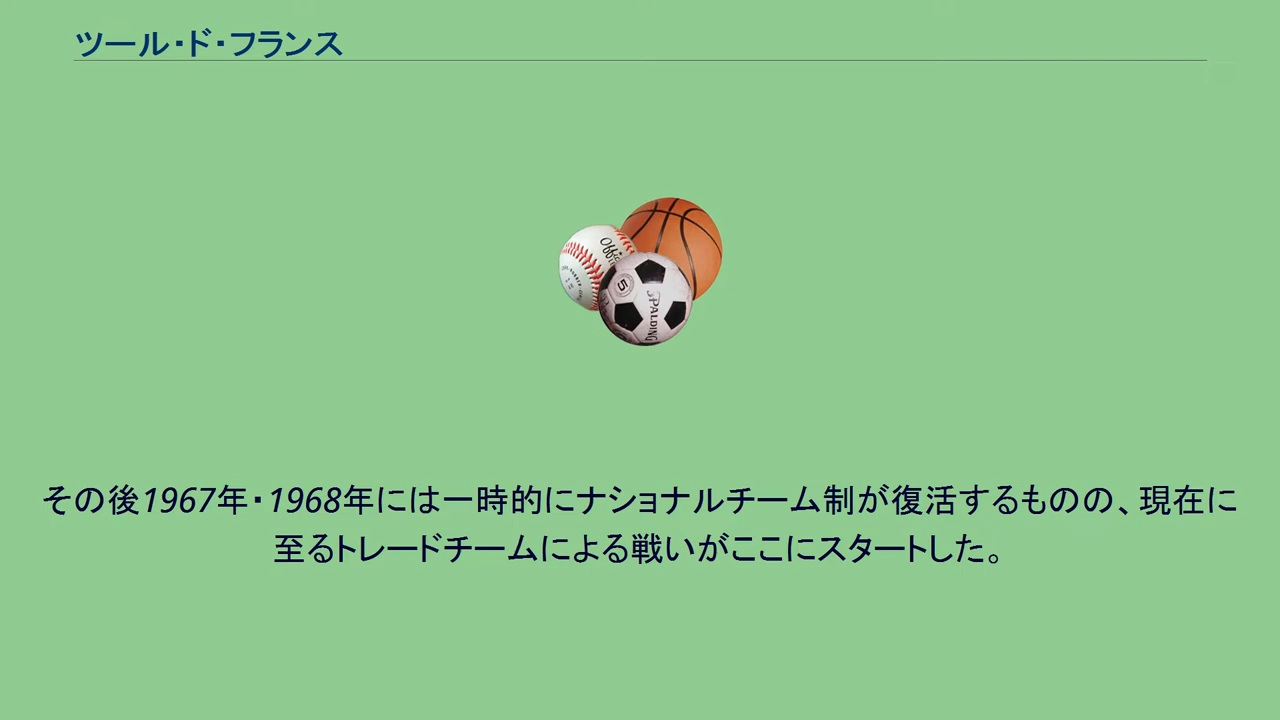 ツール・ド・フランス
Offici
5
SPALDING
その後1967年・1968年には一時的にナショナルチーム制が復活するものの、現在に
至るトレードチームによる戦いがここにスタートした。